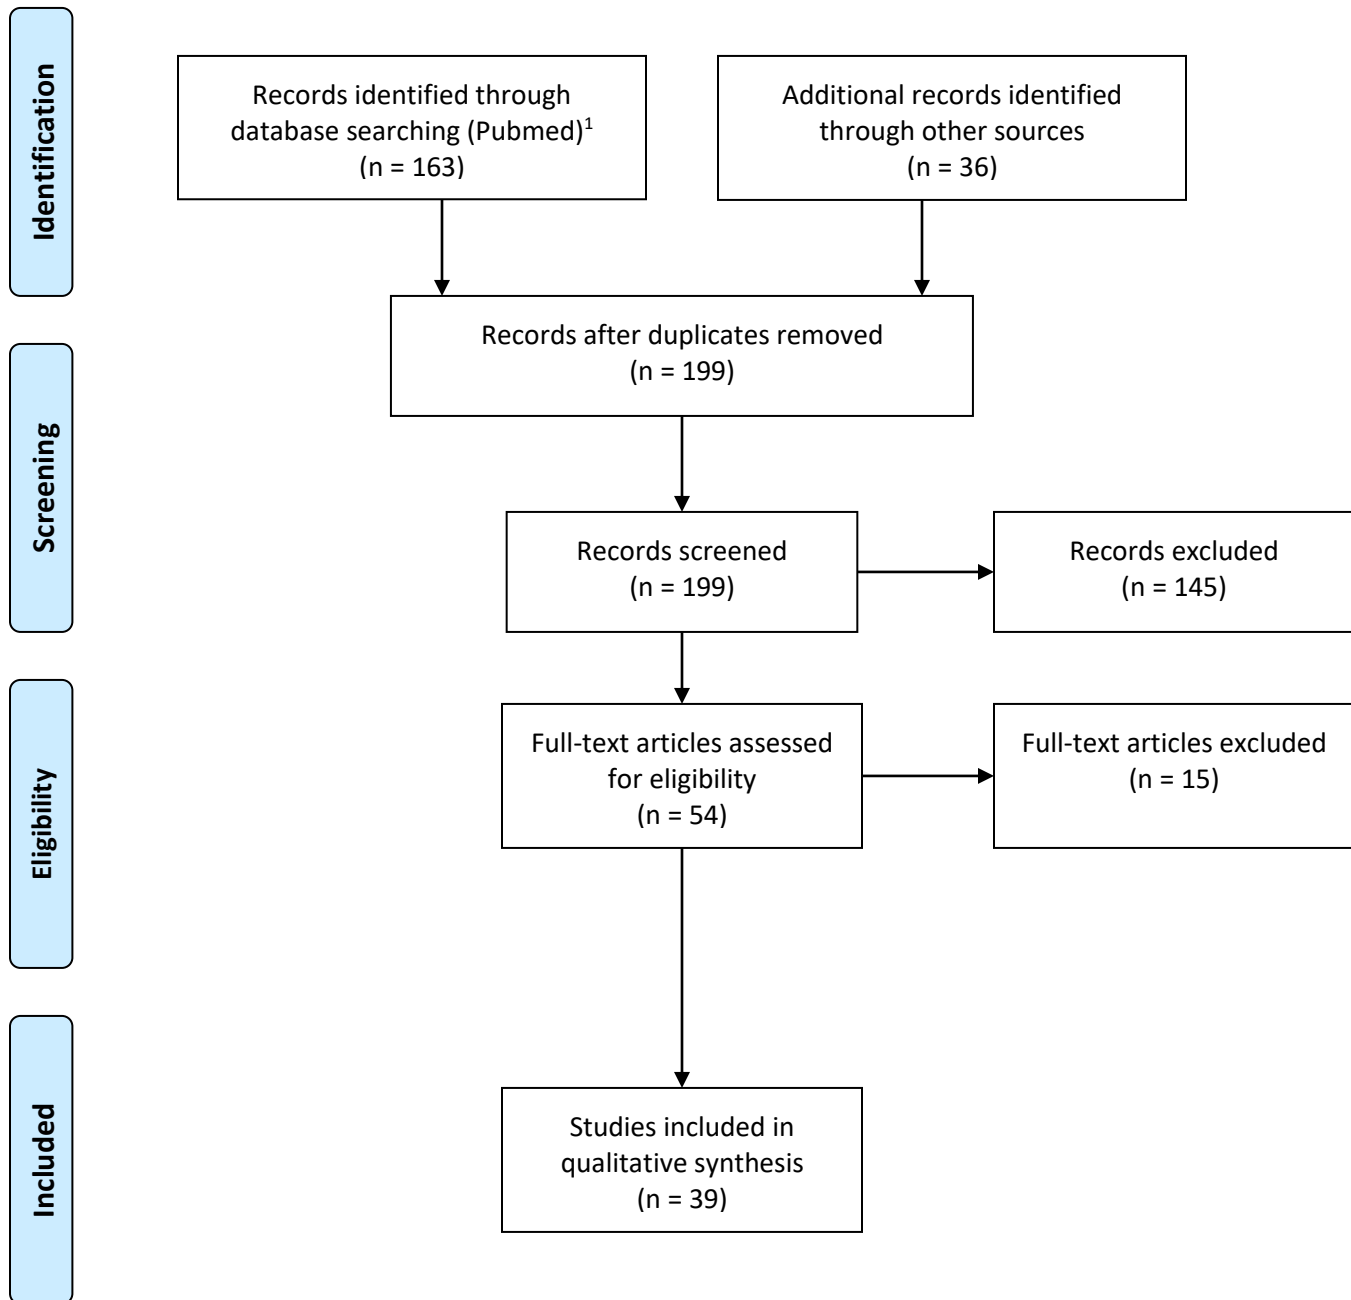 Identification
Records identified through
database searching (Pubmed)¹
(n = 163)
Additional records identified
through other sources
(n = 36)
Records after duplicates removed
(n = 199)
Screening
Records screened
(n = 199)
Records excluded
(n = 145)
Eligibility
Full-text articles assessed
for eligibility
(n = 54)
Full-text articles excluded
(n = 15)
Included
Studies included in
qualitative synthesis
(n = 39)